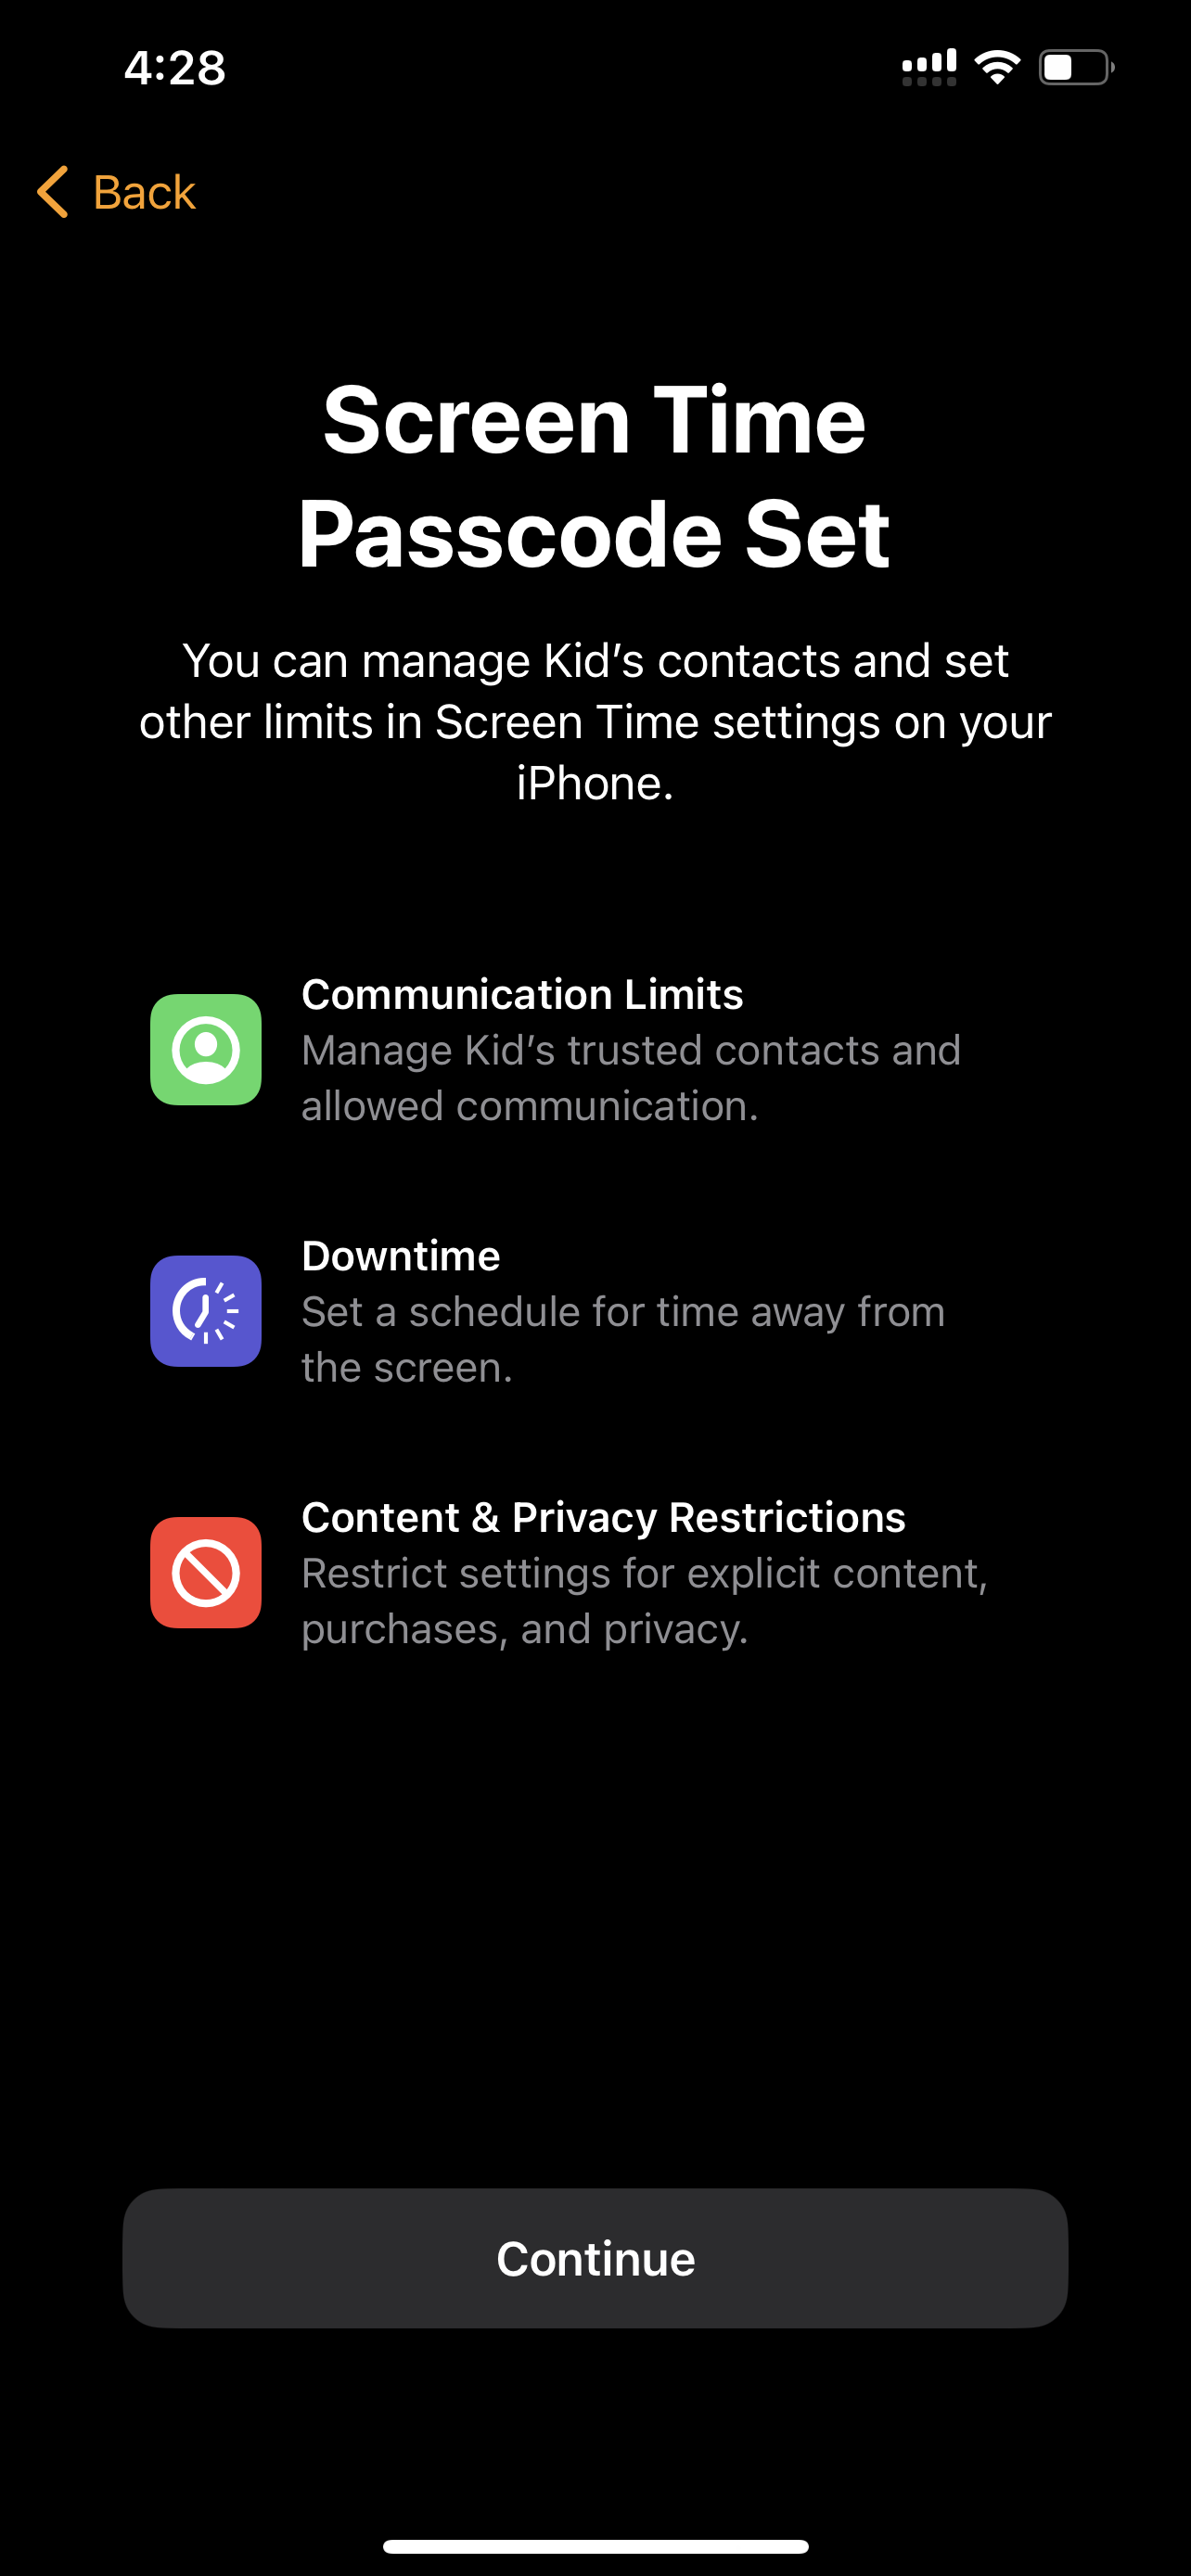 4:28
Back
Screen Time
Passcode Set
You can manage Kid’s contacts and set
other limits in Screen Time settings on your
iPhone.
Communication Limits
Manage Kid’s trusted contacts and
allowed communication.
Downtime
Set a schedule for time away from
the screen.
Content & Privacy Restrictions
Restrict settings for explicit content,
purchases, and privacy.
Continue